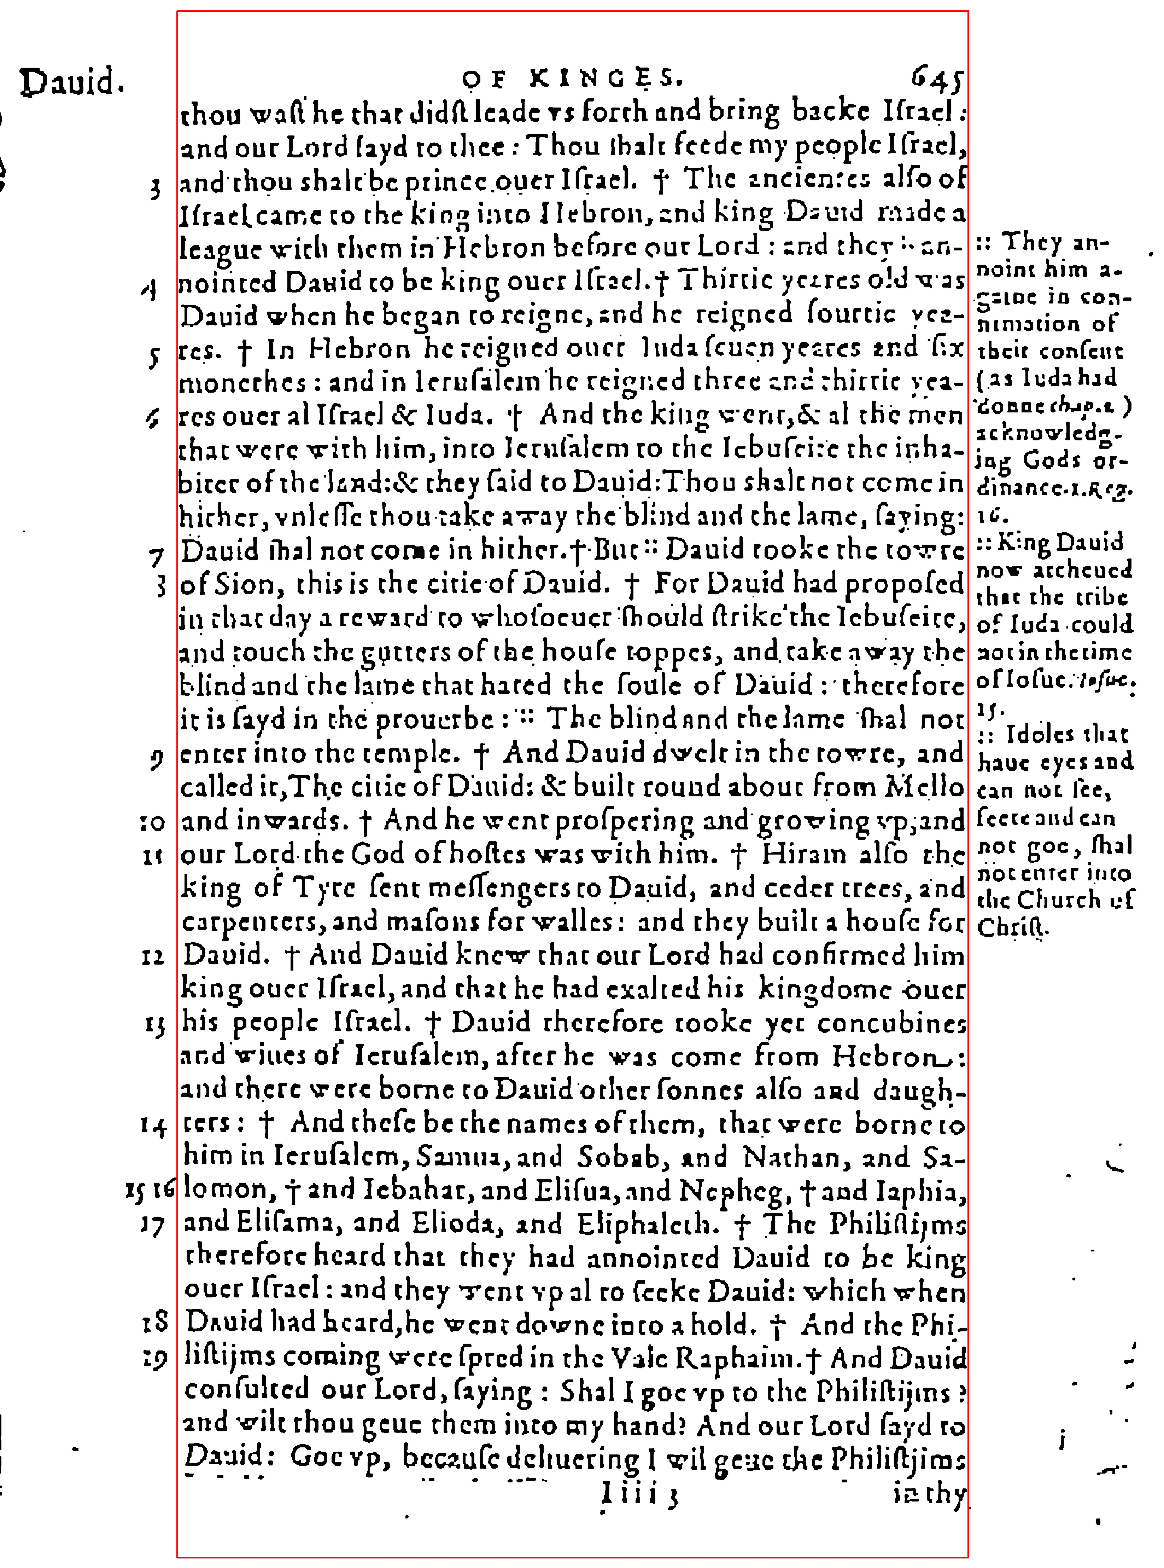 Dauid.
OF KINGES. 645
thou waſt he that didſt leade vs forth and bring backe Iſrael:
and our Lord ſayd to thee: Thou ſhalt feede my people Iſrael,
3 and thou shalt be prince ouer Iſrael. † The ancientes alſo of
Iſrael came to the king into Hebron, and king Dauid made a
league with them in Hebron before our Lord: and they :: an-
4 nointed Dauid to be king ouer Iſrael. † Thirtie yeares old was
Dauid when he began to reigne, and he reigned fourtie yea-
5 res. † In Hebron he reigned ouer Iuda ſeuen yeares and ſix
monethes: and in Ieruſalem he reigned three and thirtie yea-
6 res ouer al Iſrael & Iuda. † And the king went, & al the men
that were with him, into Ieruſalem to the Iebuſeite the inha-
biter of the land: & they ſaid to Dauid: Thou shalt not come in
hither, vnleſſe thou take away the blind and the lame, ſaying:
7 Dauid ſhal not come in hither. † But :: Dauid tooke the towre
8 of Sion, this is the citie of Dauid. † For Dauid had propoſed
in that day a reward to whoſoeuer ſhould ſtrike the Iebuſeite,
and touch the gutters of the houſe toppes, and take away the
blind and the lame that hated the ſoule of Dauid: therefore
it is ſayd in the prouerbe: :: The blind and the lame ſhal not
9 enter into the temple. † And Dauid dwelt in the towre, and
called it, The citie of Dauid: & built round about from Mello
10 and inwards. † And he went proſpering and growing vp, and
11 our Lord the God of hoſtes was with him. † Hiram alſo the
king of Tyre ſent meſſengers to Dauid, and ceder trees, and
carpenters, and maſons for walles: and they built a houſe for
12 Dauid. † And Dauid knew that our Lord had confirmed him
king ouer Iſrael, and that he had exalted his kingdome ouer
13 his people Iſrael. † Dauid therefore tooke yet concubines
and wiues of Ieruſalem, after he was come from Hebron:
and there were borne to Dauid other ſonnes alſo and daugh-
14 ters: † And theſe be the names of them, that were borne to
him in Ieruſalem, Samua, and Sobab, and Nathan, and Sa-
15 16 lomon, † and Iebahar, and Eliſua, and Nepheg, † and Iaphia,
17 and Eliſama, and Elioda, and Eliphaleth. † The Philiſtijms
therefore heard that they had annointed Dauid to be king
ouer Iſrael: and they went vp al to ſeeke Dauid: which when
18 Dauid had heard, he went downe into a hold. † And the Phi-
19 liſtijms coming were ſpred in the Vale Raphaim. † And Dauid
conſulted our Lord, ſaying: Shal I goe vp to the Philiſtijms?
and wilt thou geue them into my hand? And our Lord ſayd to
Dauid: Goe vp, becauſe deliuering I wil geue the Philiſtjims
Iiii 3 in thy
:: They an-
noint him a-
gaine in con-
firmation of
their conſent
(as Iuda had
donne chap. 2)
acknowledg-
ing Gods or-
dinance. 1. Reg.
16.
:: King Dauid
now atcheued
that the tribe
of Iuda could
not in the time
of Ioſue. Ioſue.
15.
:: Idoles that
haue eyes and
can not ſee,
feete and can
not goe, ſhal
not enter into
the Church of
Chriſt.